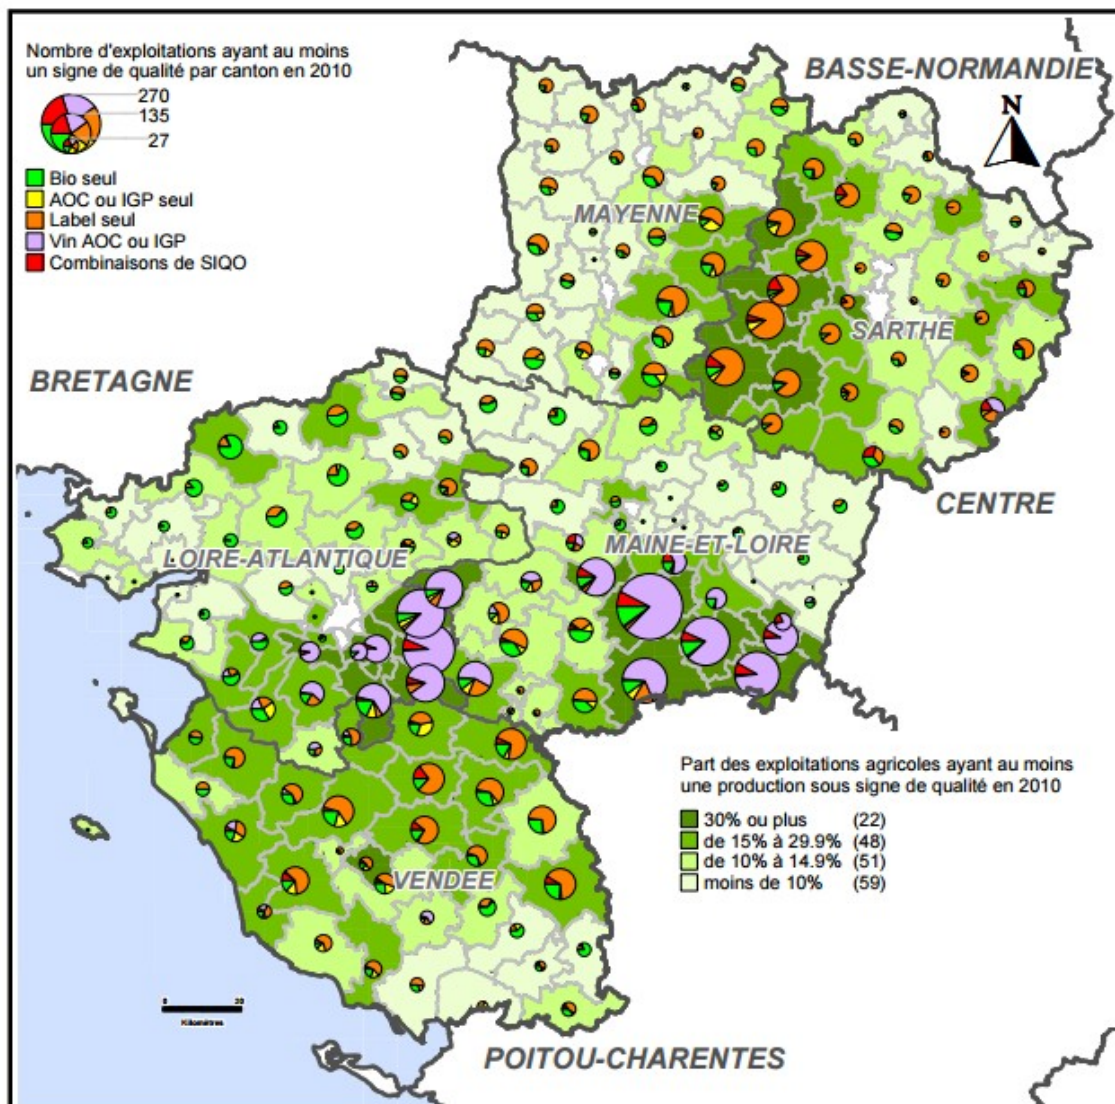 Nombre d'exploitations ayant au moins
un signe de qualité par canton en 2010
270
135
27
Bio seul
AOC ou IGP seul
Label seul
Vin AOC ou IGP
Combinaisons de SIQO
BASSE-NORMANDIE
N
MAYENNE
SARTHE
BRETAGNE
CENTRE
LOIRE-ATLANTIQUE
MAINE-ET-LOIRE
Part des exploitations agricoles ayant au moins
une production sous signe de qualité en 2010
30% ou plus (22)
de 15% à 29.9% (48)
de 10% à 14.9% (51)
moins de 10% (59)
VENDEE
0 20
Kilomètres
POITOU-CHARENTES